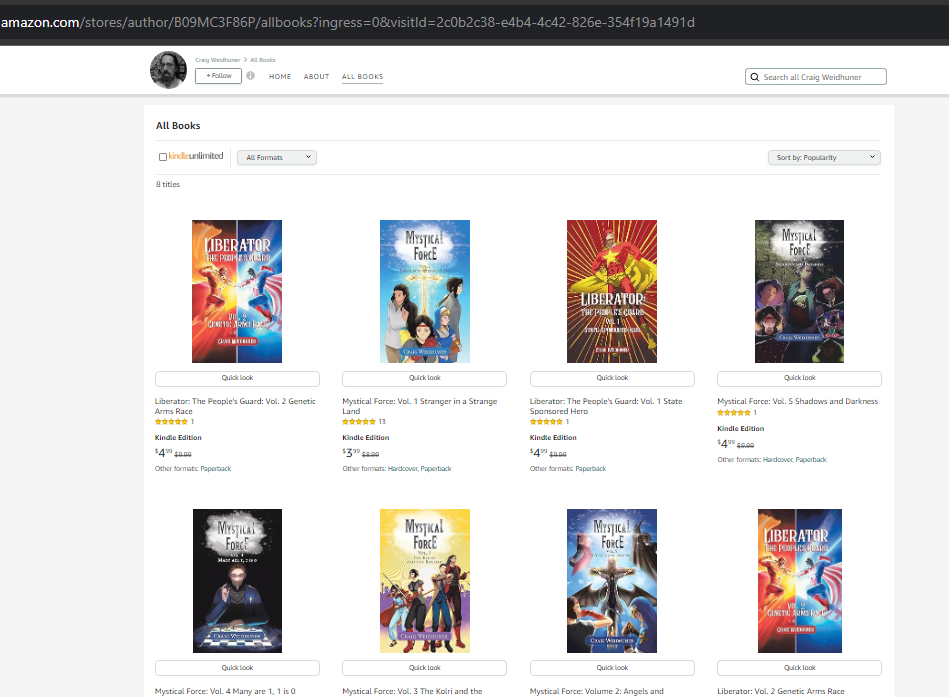 amazon.com/stores/author/B09MC3F86P/allbooks?ingress=0&visitId=2c0b2c38-e4b4-4c42-826e-354f19a1491d
Craig Weidhuner > All Books
+ Follow
HOME ABOUT ALL BOOKS
Search all Craig Weidhuner
All Books
kindleunlimited
All Formats
Sort by: Popularity
8 titles
LIBERATOR
THE PEOPLE'S GUARD
VOL. 2
GENETIC ARMS RACE
CRAIG WEIDHUNER
MYSTICAL
FORCE
CRAIG WEIDHUNER
LIBERATOR:
THE PEOPLE'S GUARD
VOL. 1
STATE SPONSORED HERO
CRAIG WEIDHUNER
MYSTICAL
FORCE
SHADOWS AND DARKNESS
CRAIG WEIDHUNER
Quick look
Quick look
Quick look
Quick look
Liberator: The People's Guard: Vol. 2 Genetic
Arms Race
1
Kindle Edition
$4.99 $9.99
Other formats: Paperback
Mystical Force: Vol. 1 Stranger in a Strange
Land
13
Kindle Edition
$3.99 $8.99
Other formats: Hardcover, Paperback
Liberator: The People's Guard: Vol. 1 State
Sponsored Hero
1
Kindle Edition
$4.99 $9.99
Other formats: Paperback
Mystical Force: Vol. 5 Shadows and Darkness
1
Kindle Edition
$4.99 $9.99
Other formats: Hardcover, Paperback
MYSTICAL
FORCE
VOL. 4
MANY ARE 1, 1 IS 0
CRAIG WEIDHUNER
MYSTICAL
FORCE
VOL. 3
THE KOLRI
CRAIG WEIDHUNER
MYSTICAL
FORCE
CRAIG WEIDHUNER
LIBERATOR
THE PEOPLE'S GUARD
VOL. 2
GENETIC ARMS RACE
CRAIG WEIDHUNER
Quick look
Quick look
Quick look
Quick look
Mystical Force: Vol. 4 Many are 1, 1 is 0
Mystical Force: Vol. 3 The Kolri and the
Mystical Force: Volume 2: Angels and
Liberator: Vol. 2 Genetic Arms Race